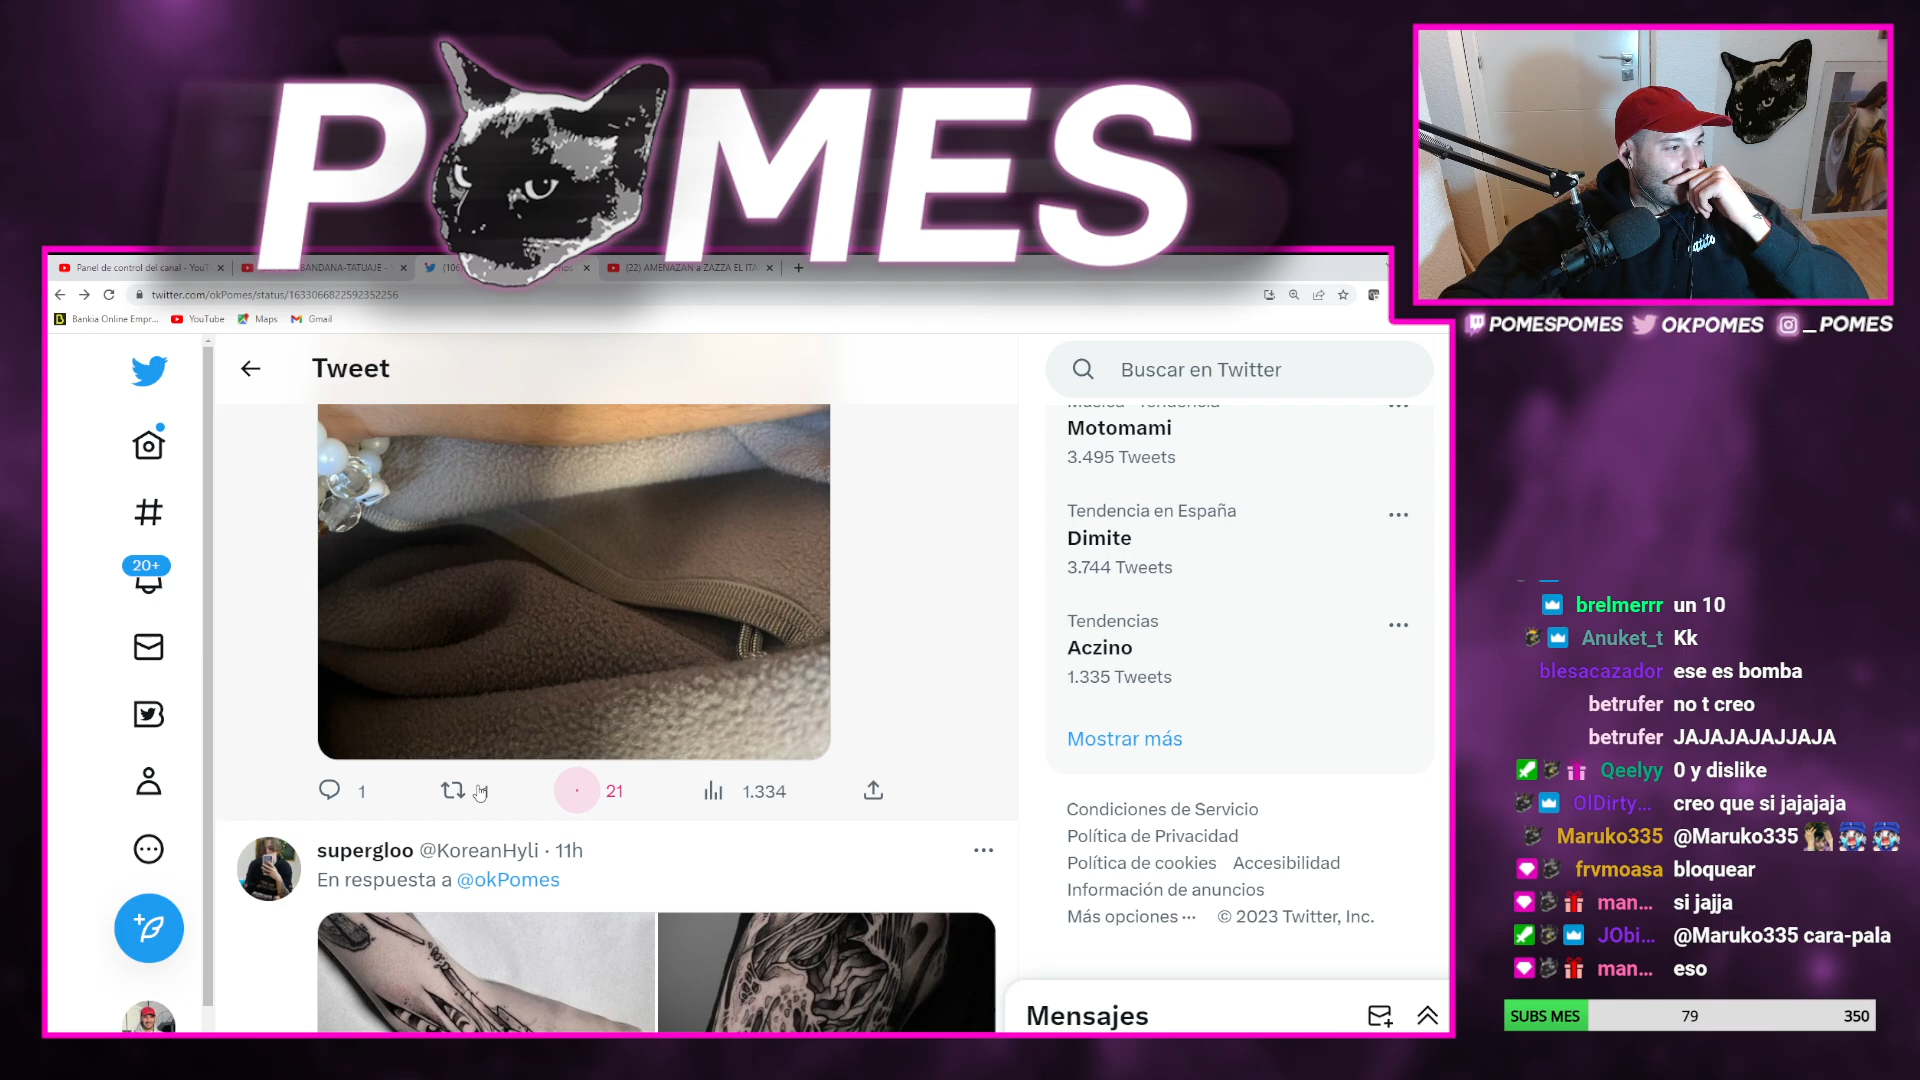 POMES
Panel de control del canal - YouT
BANDANA-TATUAJE -
(22) AMENAZAN a ZAZZA EL ITA
twitter.com/okPomes/status/1633066822592352256
Bankia Online Empr...
YouTube
Maps
Gmail
POMESPOMES
OKPOMES
_POMES
Tweet
Buscar en Twitter
Motomami
3.495 Tweets
Tendencia en España
Dimite
3.744 Tweets
Tendencias
Aczino
1.335 Tweets
Mostrar más
20+
1
21
1.334
supergloo @KoreanHyli · 11h
En respuesta a @okPomes
Condiciones de Servicio
Política de Privacidad
Política de cookies Accesibilidad
Información de anuncios
Más opciones ··· © 2023 Twitter, Inc.
Mensajes
brelmerrr un 10
Anuket_t Kk
blesacazador ese es bomba
betrufer no t creo
betrufer JAJAJAJAJJAJA
Qeelyy 0 y dislike
OlDirty... creo que si jajajaja
Maruko335 @Maruko335
frvmoasa bloquear
man... si jajja
JObi... @Maruko335 cara-pala
man... eso
SUBS MES 79 350